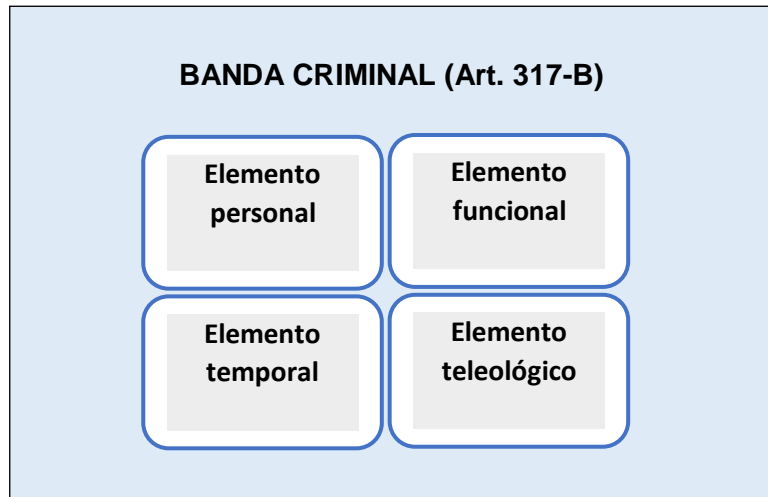 BANDA CRIMINAL (Art. 317-B)
Elemento
personal
Elemento
funcional
Elemento
temporal
Elemento
teleológico